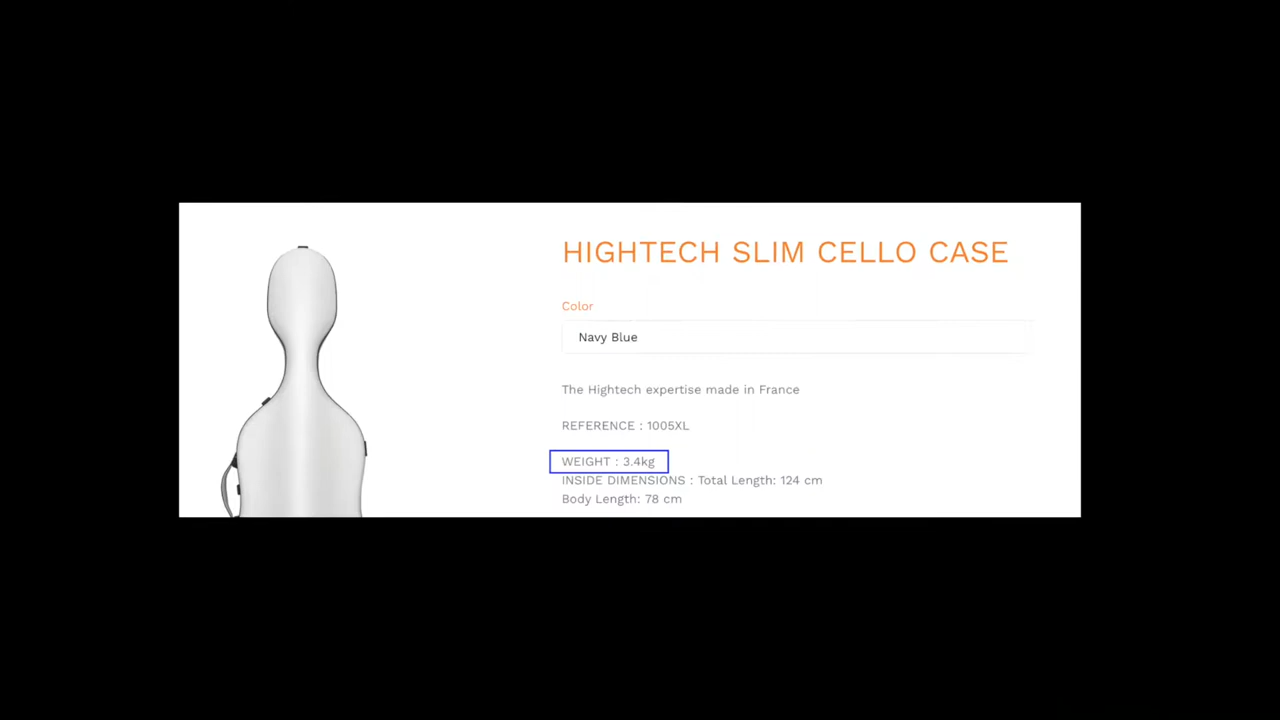 HIGHTECH SLIM CELLO CASE
Color
Navy Blue
The Hightech expertise made in France
REFERENCE : 1005XL
WEIGHT : 3.4kg
INSIDE DIMENSIONS : Total Length: 124 cm
Body Length: 78 cm